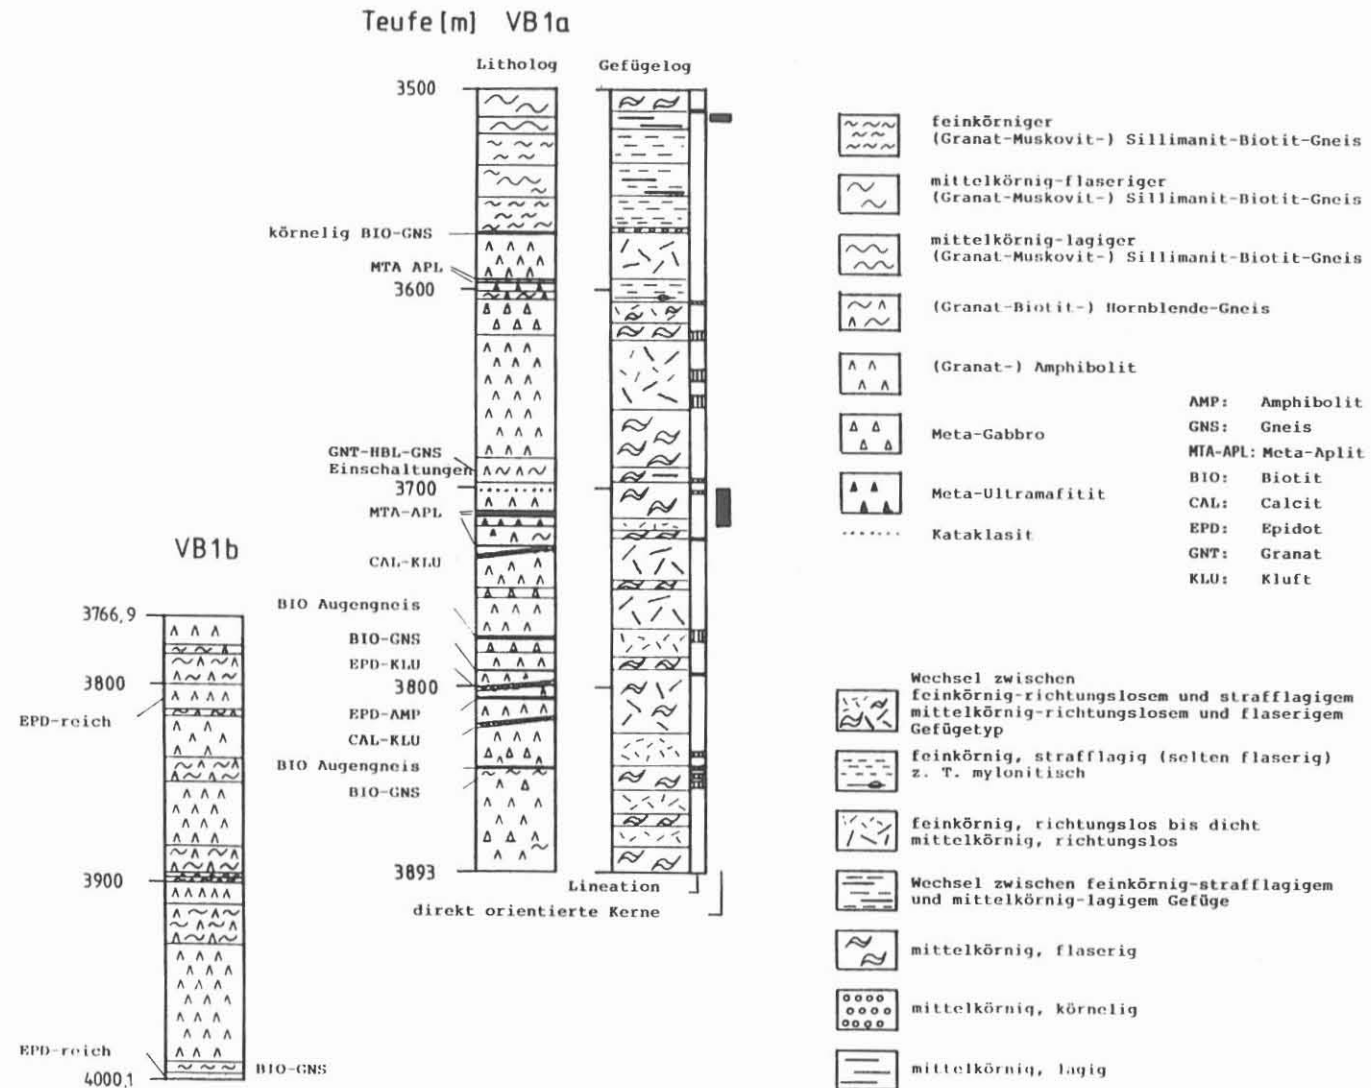 Teufe [m] VB1a
Litholog
Gefügelog
3500
körnelig BIO-GNS
MTA APL
3600
GNT-HBL-GNS
Einschaltungen
3700
MTA-APL
CAL-KLU
BIO Augengneis
BIO-GNS
EPD-KLU
3800
EPD-AMP
CAL-KLU
BIO Augengneis
BIO-GNS
3893
Lineation
direkt orientierte Kerne
VB1b
3766,9
3800
EPD-reich
3900
EPD-reich
BIO-GNS
4000,1
feinkörniger
(Granat-Muskovit-) Sillimanit-Biotit-Gneis
mittelkörnig-flaseriger
(Granat-Muskovit-) Sillimanit-Biotit-Gneis
mittelkörnig-lagiger
(Granat-Muskovit-) Sillimanit-Biotit-Gneis
(Granat-Biotit-) Hornblende-Gneis
(Granat-) Amphibolit
Meta-Gabbro
Meta-Ultramafitit
Kataklasit
AMP: Amphibolit
GNS: Gneis
MTA-APL: Meta-Aplit
BIO: Biotit
CAL: Calcit
EPD: Epidot
GNT: Granat
KLU: Kluft
Wechsel zwischen
feinkörnig-richtungslosem und strafflagigem
mittelkörnig-richtungslosem und flaserigem
Gefügetyp
feinkörnig, strafflagig (selten flaserig)
z. T. mylonitisch
feinkörnig, richtungslos bis dicht
mittelkörnig, richtungslos
Wechsel zwischen feinkörnig-strafflagigem
und mittelkörnig-lagigem Gefüge
mittelkörnig, flaserig
mittelkörnig, körnelig
mittelkörnig, lagig